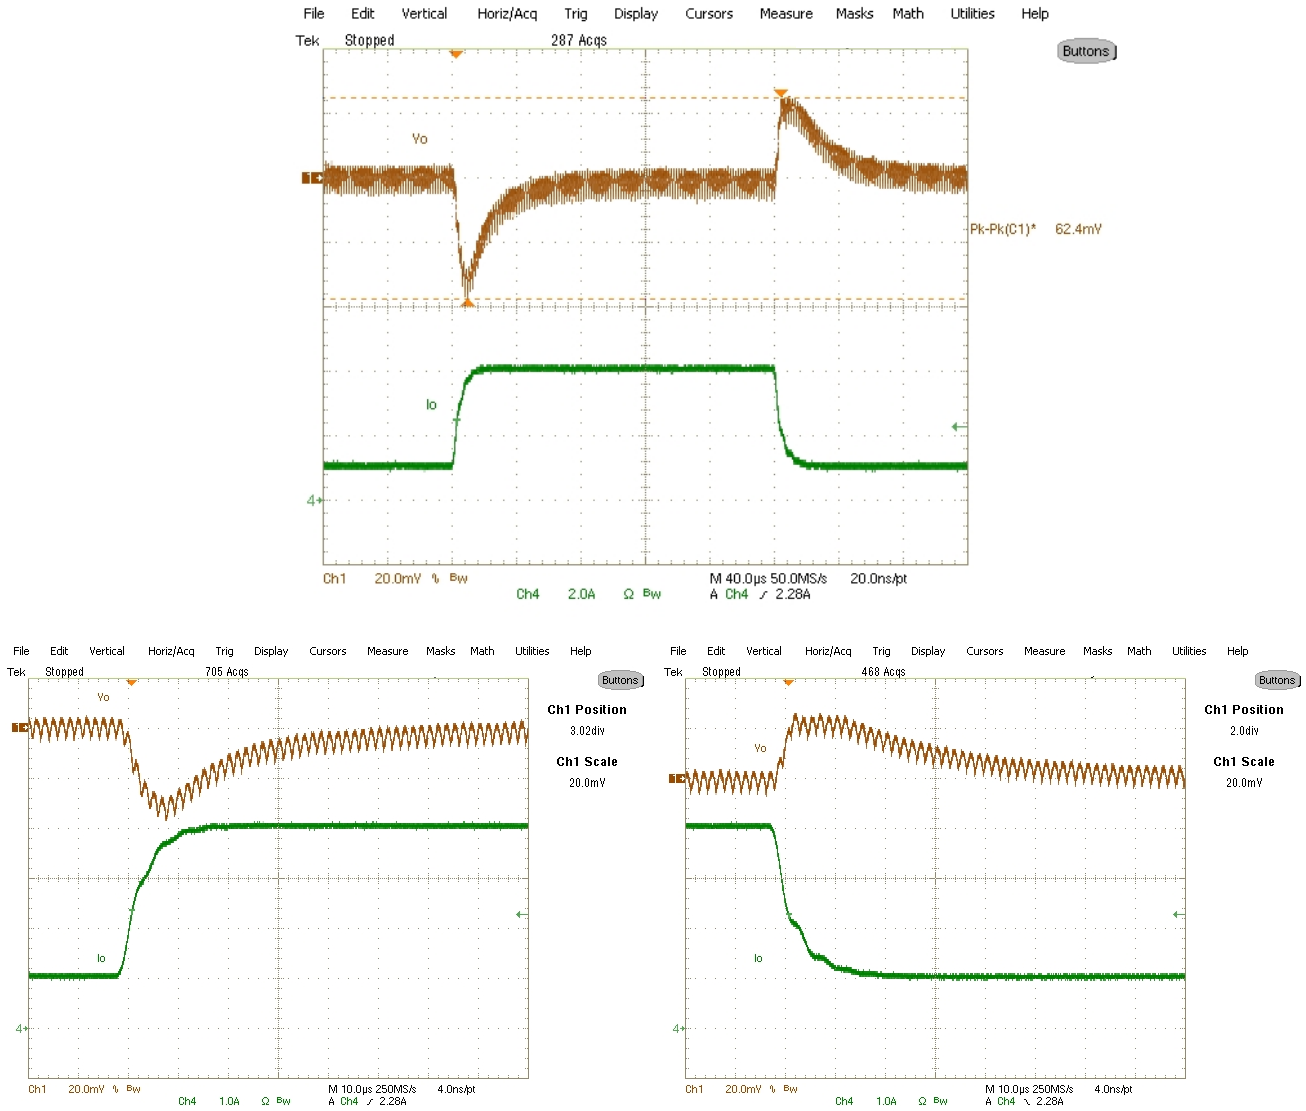 File Edit Vertical Horiz/Acq Trig Display Cursors Measure Masks Math Utilities Help
Tek Stopped 287 Acqs
Buttons
Vo
1
Pk-Pk(C1)* 62.4mV
Io
4
Ch1 20.0mV % Bw M 40.0µs 50.0MS/s 20.0ns/pt
Ch4 2.0A Ω Bw A Ch4 ∕ 2.28A
File Edit Vertical Horiz/Acq Trig Display Cursors Measure Masks Math Utilities Help
Tek Stopped 705 Acqs
Buttons
Vo
1
Ch1 Position
3.02div
Ch1 Scale
20.0mV
Io
4
Ch1 20.0mV % Bw M 10.0µs 250MS/s 4.0ns/pt
Ch4 1.0A Ω Bw A Ch4 ∕ 2.28A
File Edit Vertical Horiz/Acq Trig Display Cursors Measure Masks Math Utilities Help
Tek Stopped 468 Acqs
Buttons
Ch1 Position
2.0div
Vo
Ch1 Scale
1
20.0mV
Io
4
Ch1 20.0mV % Bw M 10.0µs 250MS/s 4.0ns/pt
Ch4 1.0A Ω Bw A Ch4 \ 2.28A